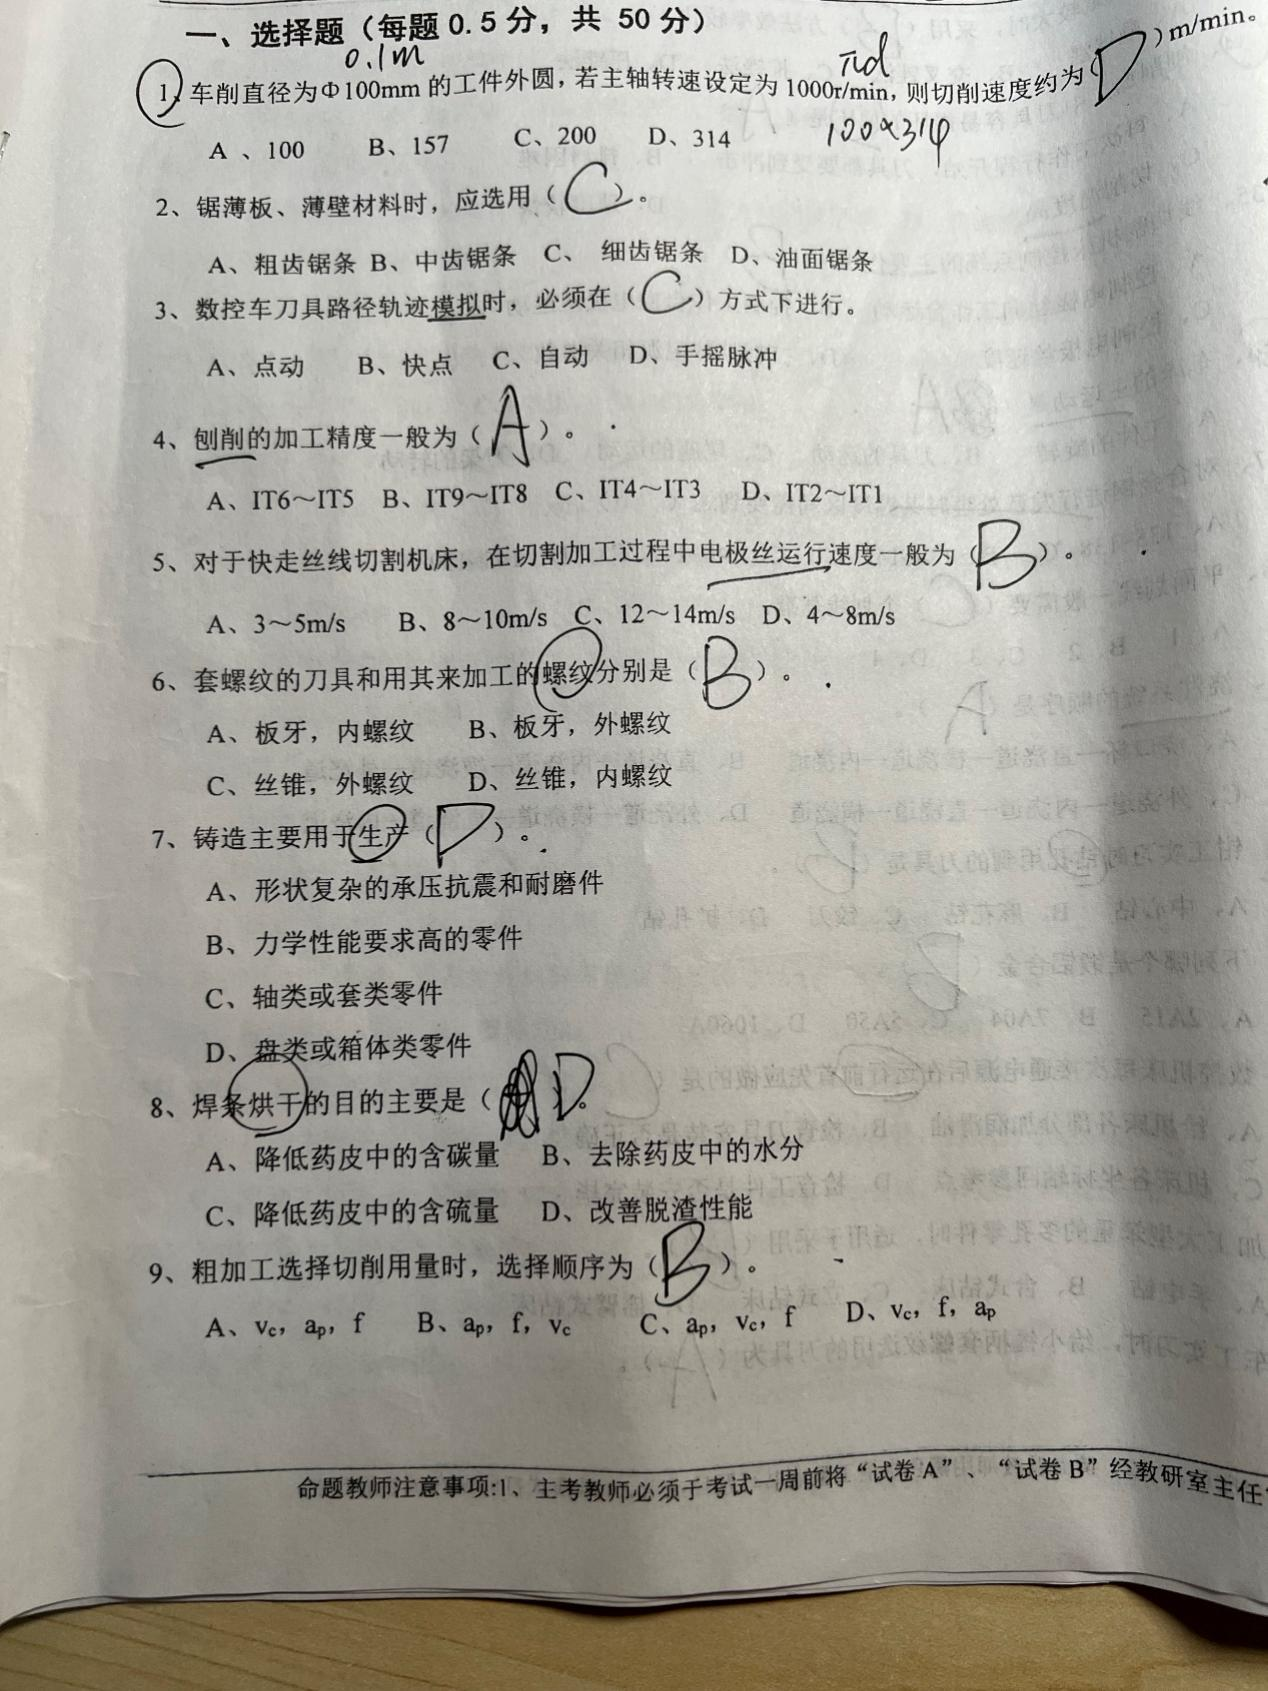 一、选择题（每题0.5分，共 50 分）
0.1m
πd
1、车削直径为Φ100mm 的工件外圆，若主轴转速设定为 1000r/min，则切削速度约为（D）m/min。
A 、100 B、157 C、200 D、314
2、锯薄板、薄壁材料时，应选用（C）。
A、粗齿锯条 B、中齿锯条 C、 细齿锯条 D、油面锯条
3、数控车刀具路径轨迹模拟时，必须在（C）方式下进行。
A、点动 B、快点 C、自动 D、手摇脉冲
4、刨削的加工精度一般为（A）。
A、IT6～IT5 B、IT9～IT8 C、IT4～IT3 D、IT2～IT1
5、对于快走丝线切割机床，在切割加工过程中电极丝运行速度一般为（B）。
A、3～5m/s B、8～10m/s C、12～14m/s D、4～8m/s
6、套螺纹的刀具和用其来加工的螺纹分别是（B）。
A、板牙，内螺纹 B、板牙，外螺纹
C、丝锥，外螺纹 D、丝锥，内螺纹
7、铸造主要用于生产（D）。
A、形状复杂的承压抗震和耐磨件
B、力学性能要求高的零件
C、轴类或套类零件
D、盘类或箱体类零件
8、焊条烘干的目的主要是（D）。
A、降低药皮中的含碳量 B、去除药皮中的水分
C、降低药皮中的含硫量 D、改善脱渣性能
9、粗加工选择切削用量时，选择顺序为（B）。
A、vc，ap，f B、ap，f，vc C、ap，vc，f D、vc，f，ap
命题教师注意事项:1、主考教师必须于考试一周前将“试卷 A”、“试卷 B”经教研室主任